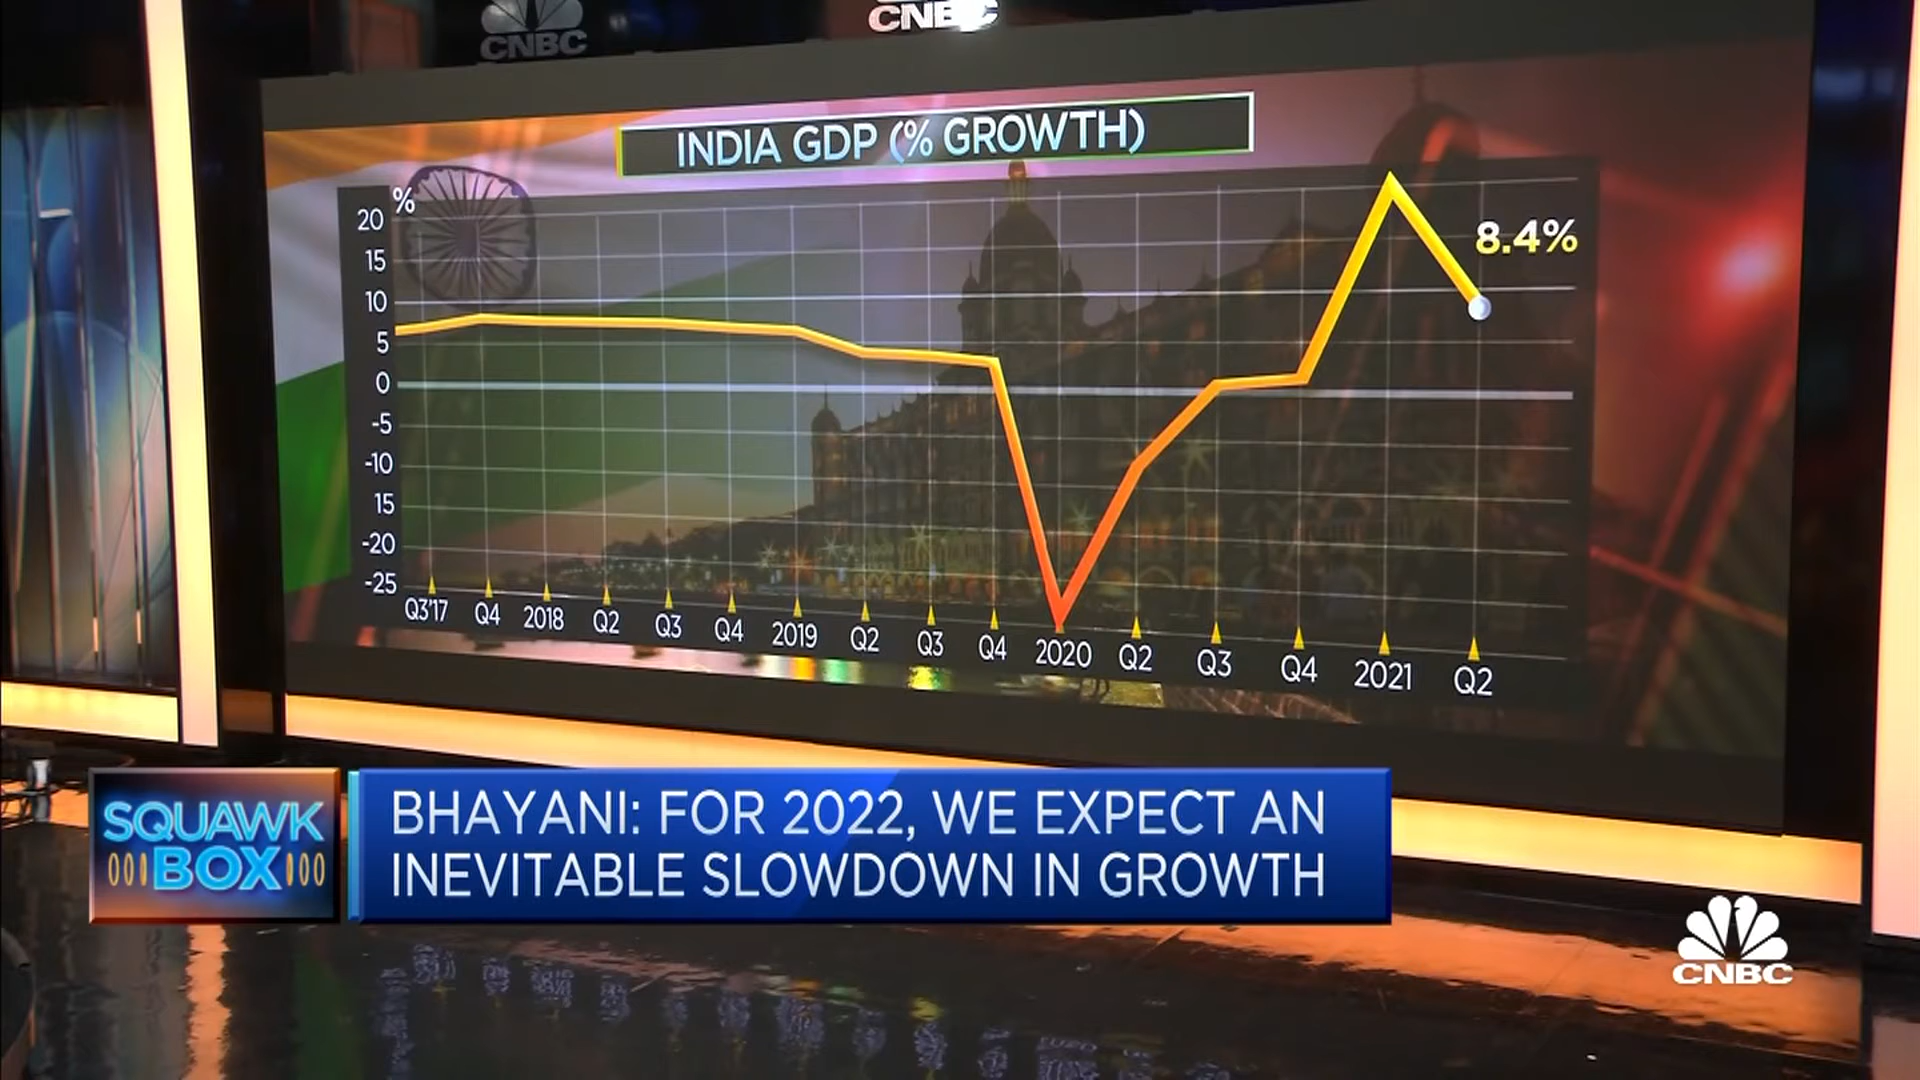 CNBC
CNBC
INDIA GDP (% GROWTH)
%
20
15
10
5
0
-5
-10
15
-20
-25
Q3'17 Q4 2018 Q2 Q3 Q4 2019 Q2 Q3 Q4 2020 Q2 Q3 Q4 2021 Q2
8.4%
SQUAWK
BOX
BHAYANI: FOR 2022, WE EXPECT AN
INEVITABLE SLOWDOWN IN GROWTH
CNBC